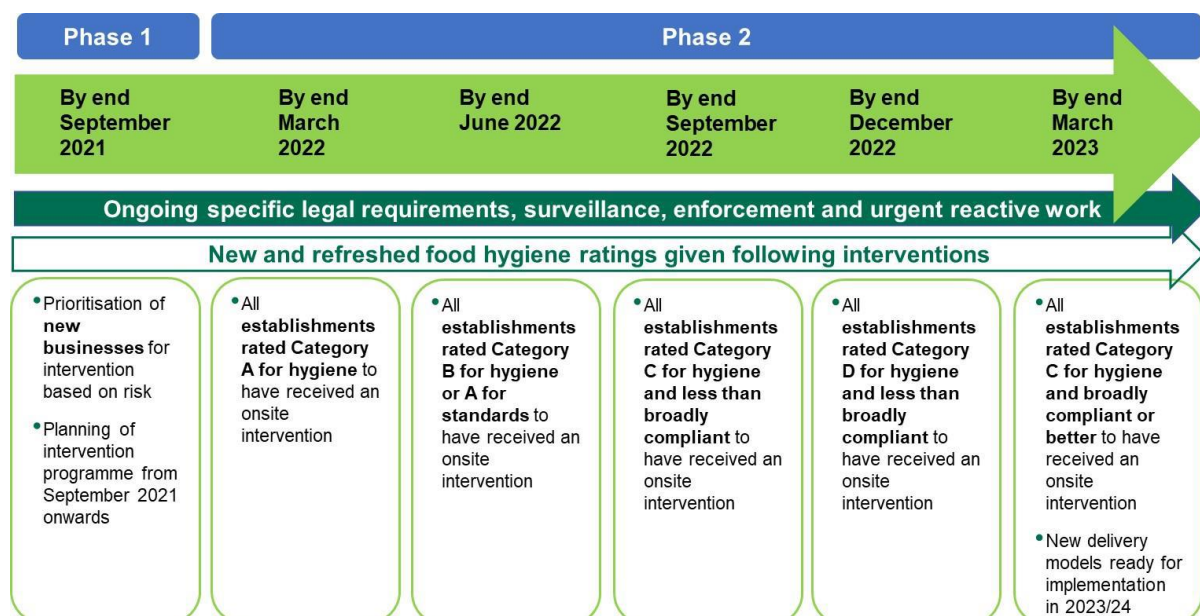 Phase 1
Phase 2
By end
September
2021
By end
March
2022
By end
June 2022
By end
September
2022
By end
December
2022
By end
March
2023
Ongoing specific legal requirements, surveillance, enforcement and urgent reactive work
New and refreshed food hygiene ratings given following interventions
•Prioritisation of
new
businesses for
intervention
based on risk
•Planning of
intervention
programme from
September 2021
onwards
•All
establishments
rated Category
A for hygiene to
have received an
onsite
intervention
•All
establishments
rated Category
B for hygiene
or A for
standards to
have received an
onsite
intervention
•All
establishments
rated Category
C for hygiene
and less than
broadly
compliant to
have received an
onsite
intervention
•All
establishments
rated Category
D for hygiene
and less than
broadly
compliant to
have received an
onsite
intervention
•All
establishments
rated Category
C for hygiene
and broadly
compliant or
better to have
received an
onsite
intervention
•New delivery
models ready for
implementation
in 2023/24